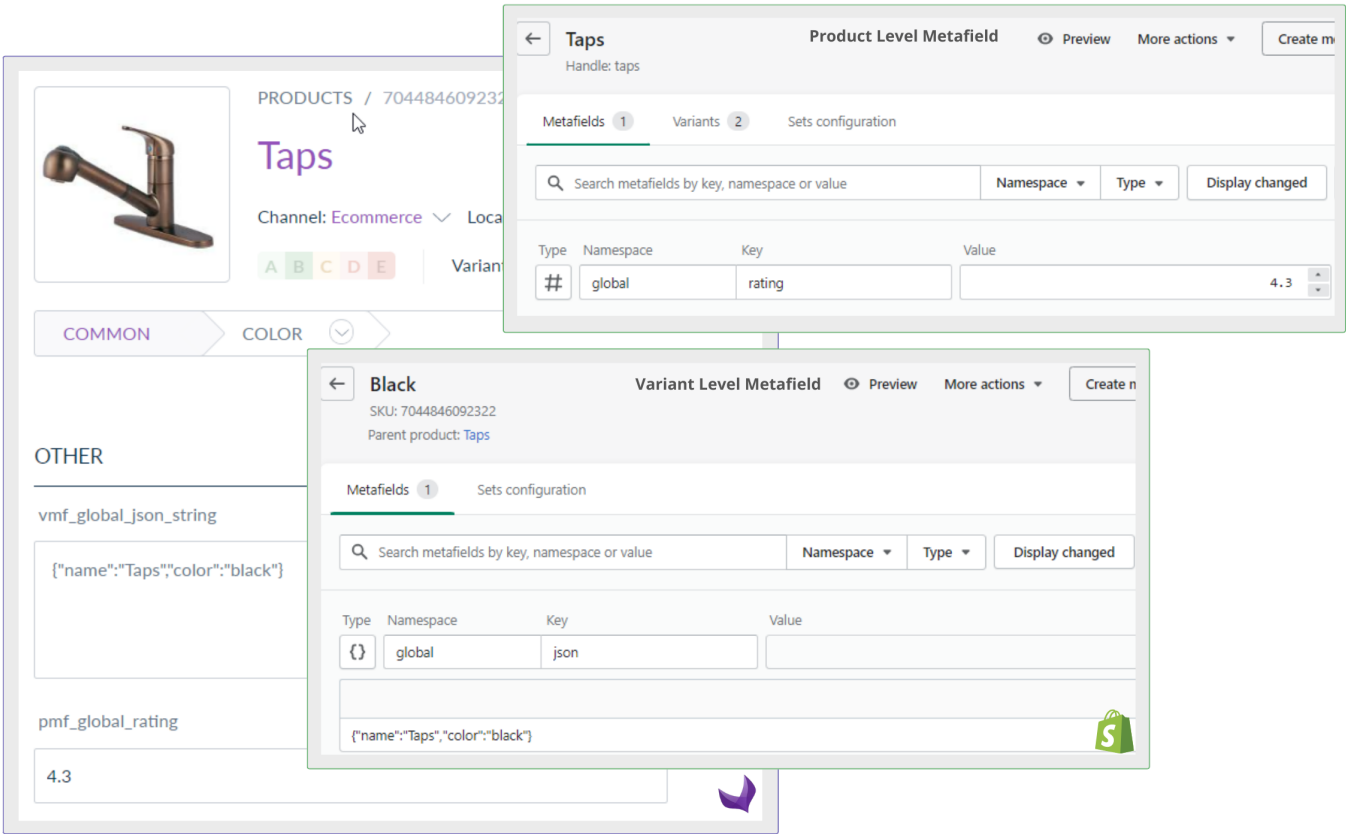 PRODUCTS / 704484609232
Taps
Channel: Ecommerce
A B C D E
COMMON
COLOR
OTHER
vmf_global_json_string
{"name":"Taps","color":"black"}
pmf_global_rating
4.3
Taps
Product Level Metafield
Preview
More actions
Handle: taps
Metafields 1
Variants 2
Sets configuration
Search metafields by key, namespace or value
Namespace
Type
Display changed
Type Namespace Key Value
# global rating 4.3
Black
Variant Level Metafield
Preview
More actions
SKU: 7044846092322
Parent product: Taps
Metafields 1
Sets configuration
Search metafields by key, namespace or value
Namespace
Type
Display changed
Type Namespace Key Value
{} global json
{"name":"Taps","color":"black"}